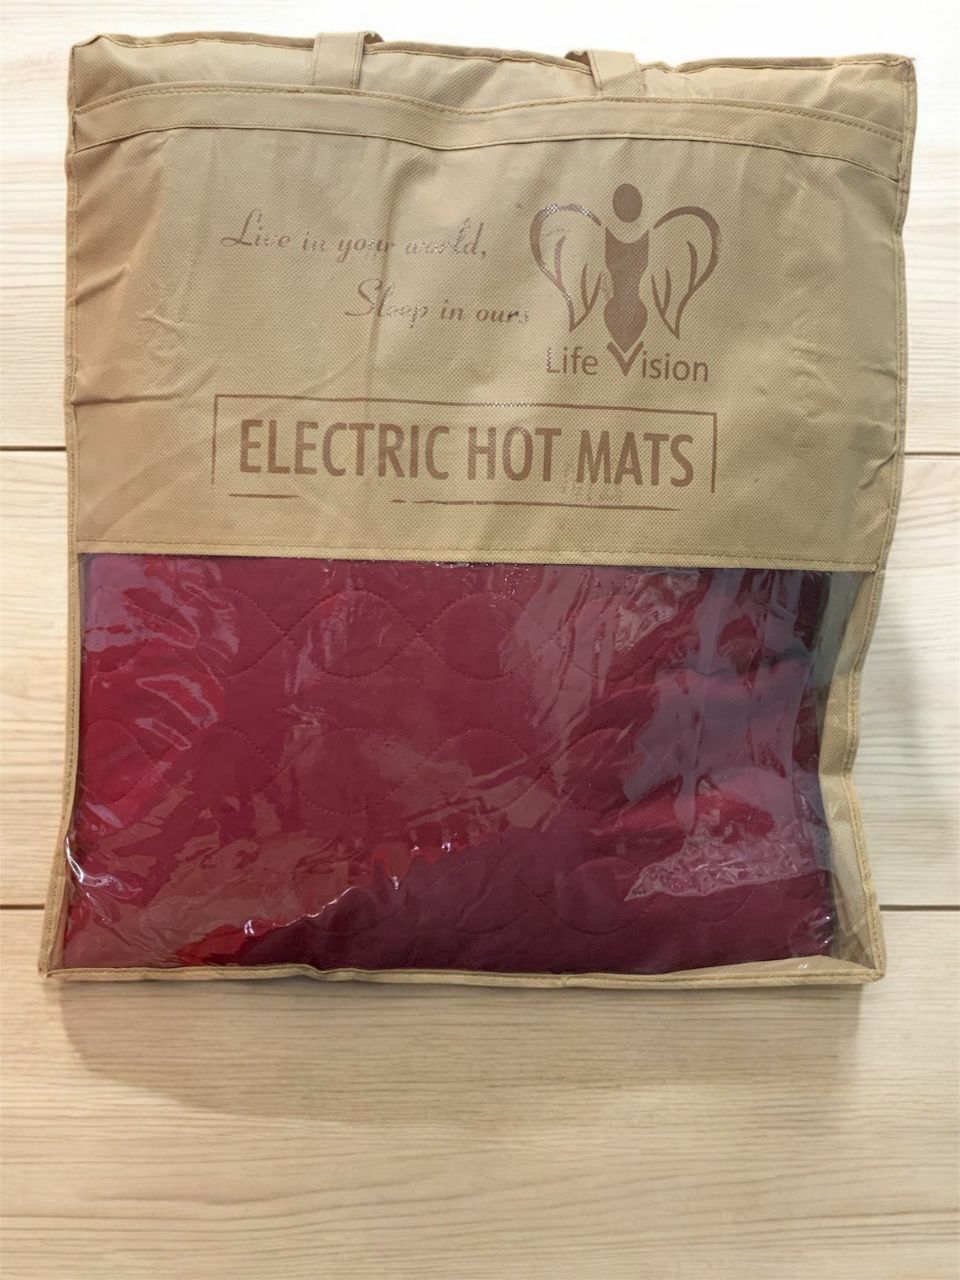 Live in your world,
Sleep in ours
Life Vision
ELECTRIC HOT MATS